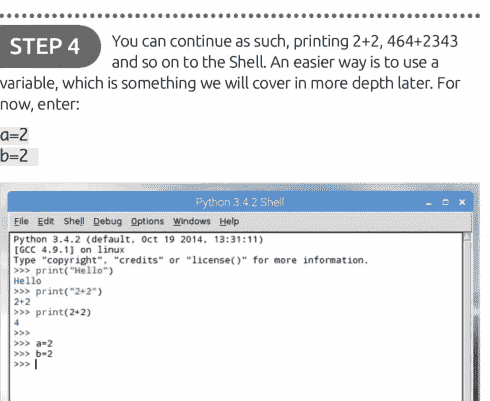 STEP 4
You can continue as such, printing 2+2, 464+2343
and so on to the Shell. An easier way is to use a
variable, which is something we will cover in more depth later. For
now, enter:
a=2
b=2
Python 3.4.2 Shell
File Edit Shell Debug Options Windows Help
Python 3.4.2 (default, Oct 19 2014, 13:31:11)
[GCC 4.9.1] on linux
Type "copyright", "credits" or "license()" for more information.
>>> print("Hello")
Hello
>>> print("2+2")
2+2
>>> print(2+2)
4
>>>
>>> a=2
>>> b=2
>>>